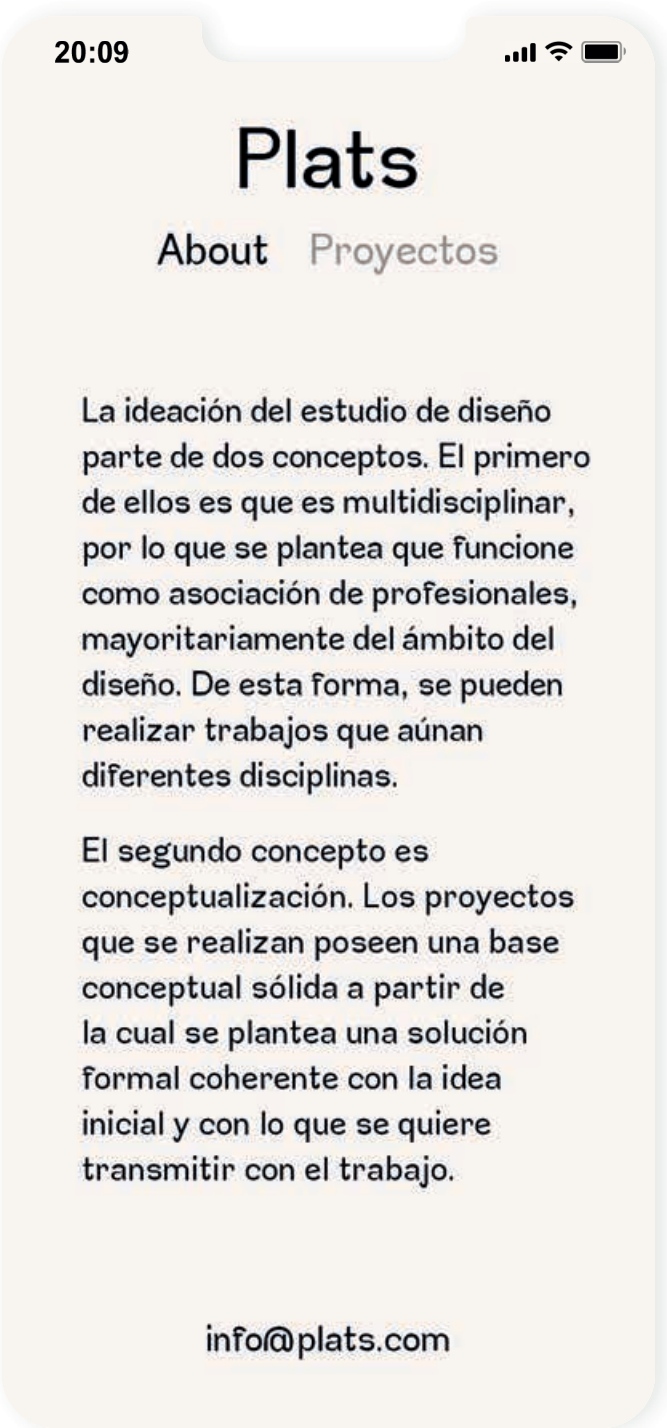 20:09
Plats
About Proyectos
La ideación del estudio de diseño
parte de dos conceptos. El primero
de ellos es que es multidisciplinar,
por lo que se plantea que funcione
como asociación de profesionales,
mayoritariamente del ámbito del
diseño. De esta forma, se pueden
realizar trabajos que aúnan
diferentes disciplinas.
El segundo concepto es
conceptualización. Los proyectos
que se realizan poseen una base
conceptual sólida a partir de
la cual se plantea una solución
formal coherente con la idea
inicial y con lo que se quiere
transmitir con el trabajo.
info@plats.com